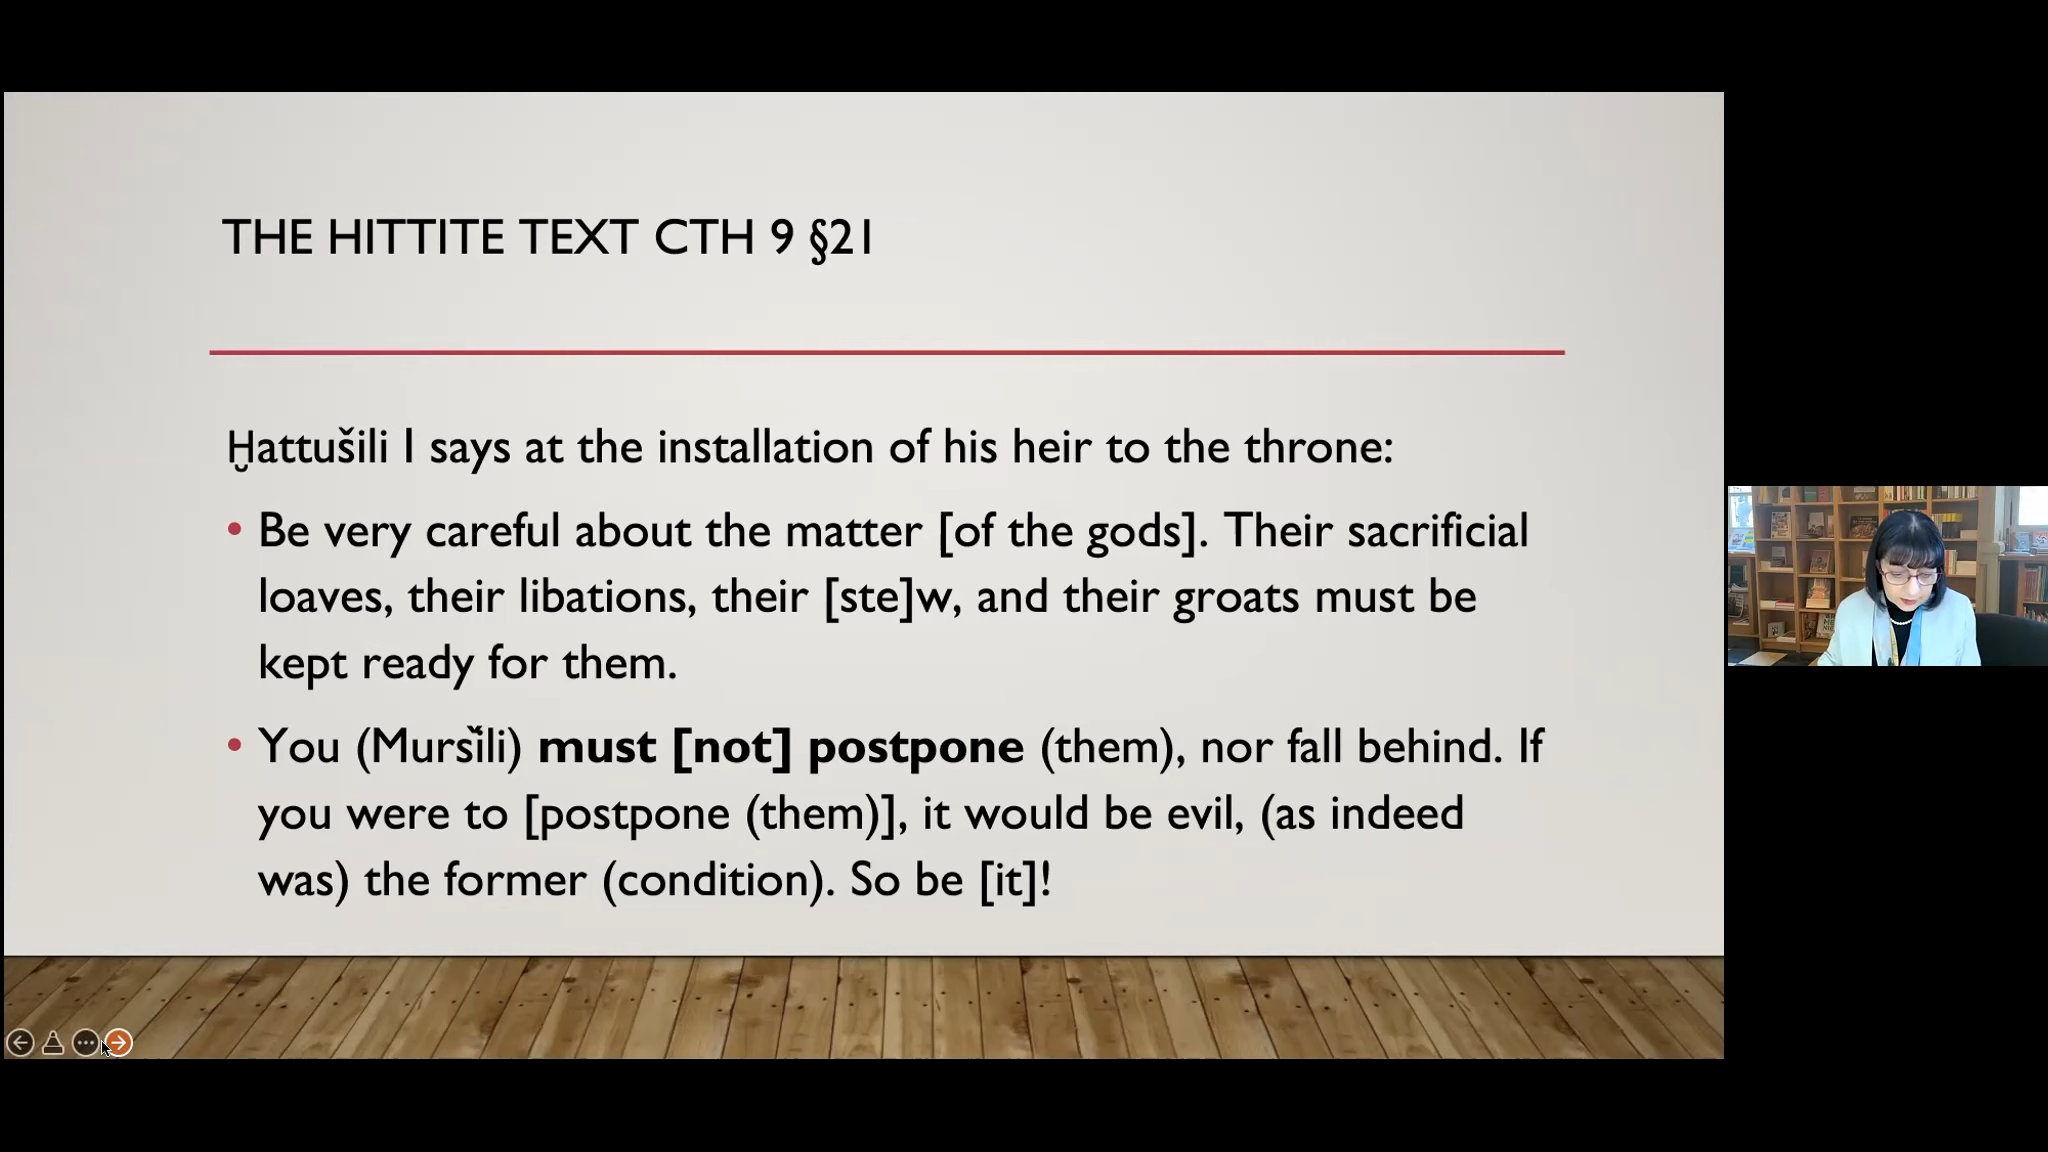 THE HITTITE TEXT CTH 9 §21
Ḫattušili I says at the installation of his heir to the throne:
• Be very careful about the matter [of the gods]. Their sacrificial
loaves, their libations, their [ste]w, and their groats must be
kept ready for them.
• You (Muršili) must [not] postpone (them), nor fall behind. If
you were to [postpone (them)], it would be evil, (as indeed
was) the former (condition). So be [it]!